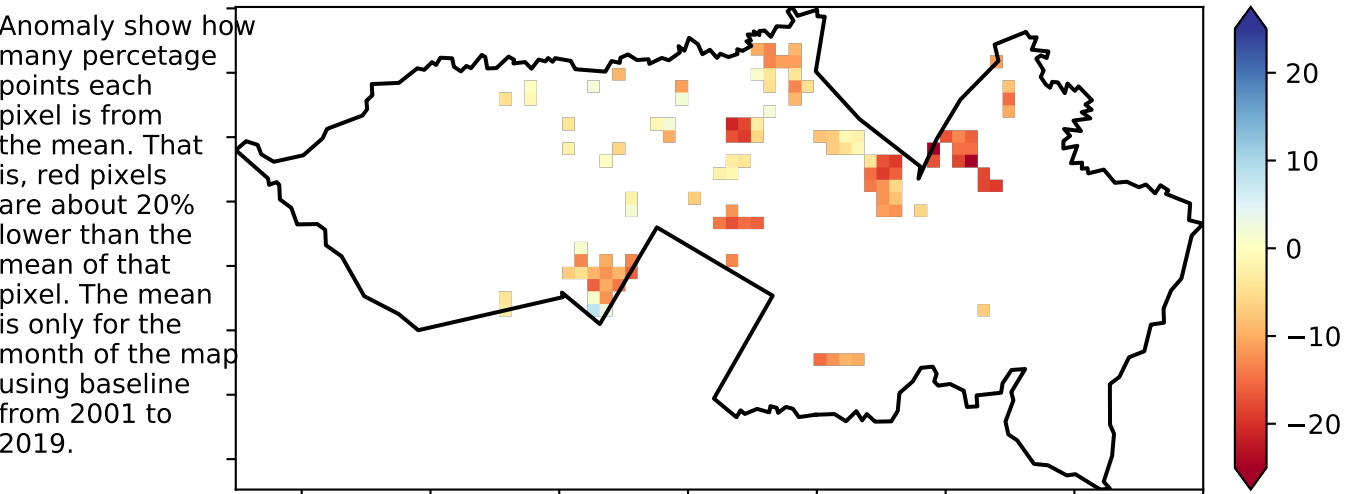 Anomaly show how
many percetage
points each
pixel is from
the mean. That
is, red pixels
are about 20%
lower than the
mean of that
pixel. The mean
is only for the
month of the map
using baseline
from 2001 to
2019.
20
10
0
−10
−20